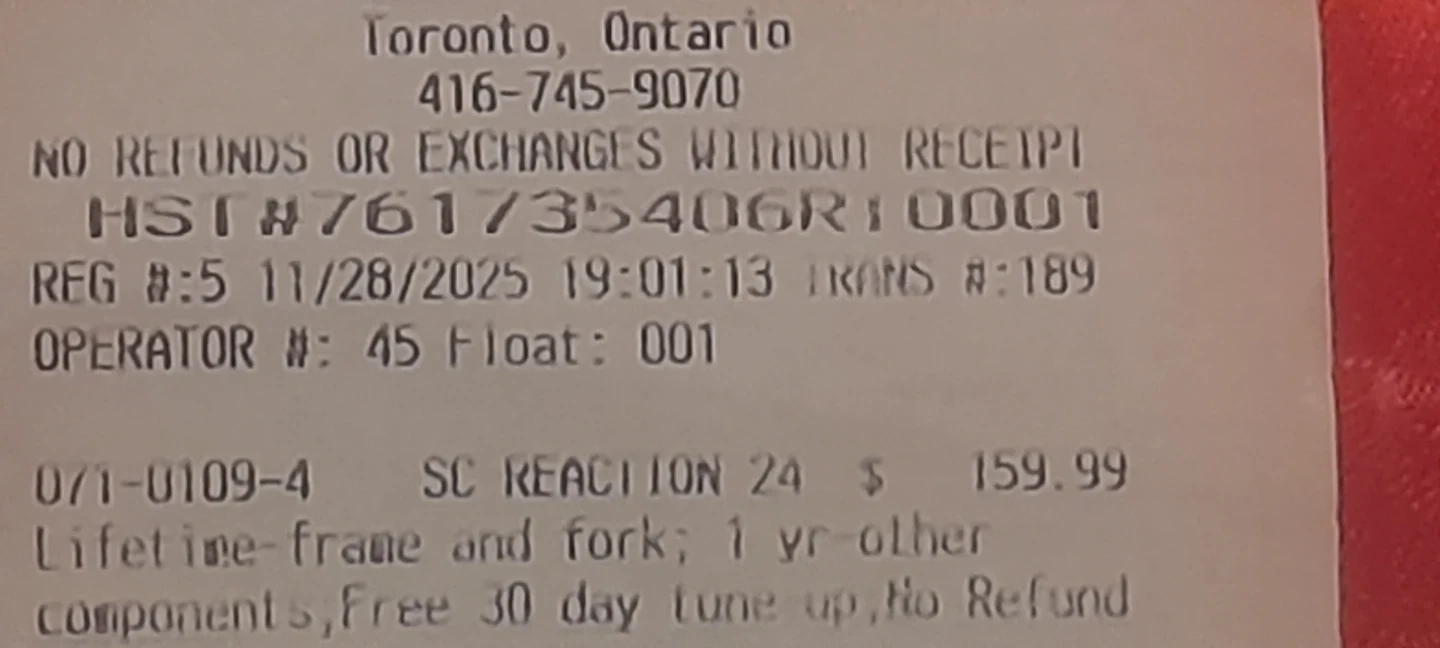 Toronto, Ontario
416-745-9070
NO REFUNDS OR EXCHANGES WITHOUT RECEIPT
HST#761735406RT0001
REG #:5 11/28/2025 19:01:13 TRANS #:189
OPERATOR #: 45 Float: 001
071-0109-4 SC REACTION 24 $ 159.99
Lifetime-frame and fork; 1 yr-other
components,Free 30 day tune up,No Refund